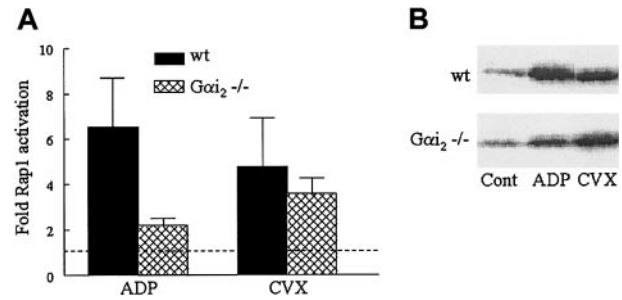 A
Fold Rap1 activation
10
8
6
4
2
0
wt
Gαi₂ -/-
ADP
CVX
B
wt
Gαi₂ -/-
Cont ADP CVX